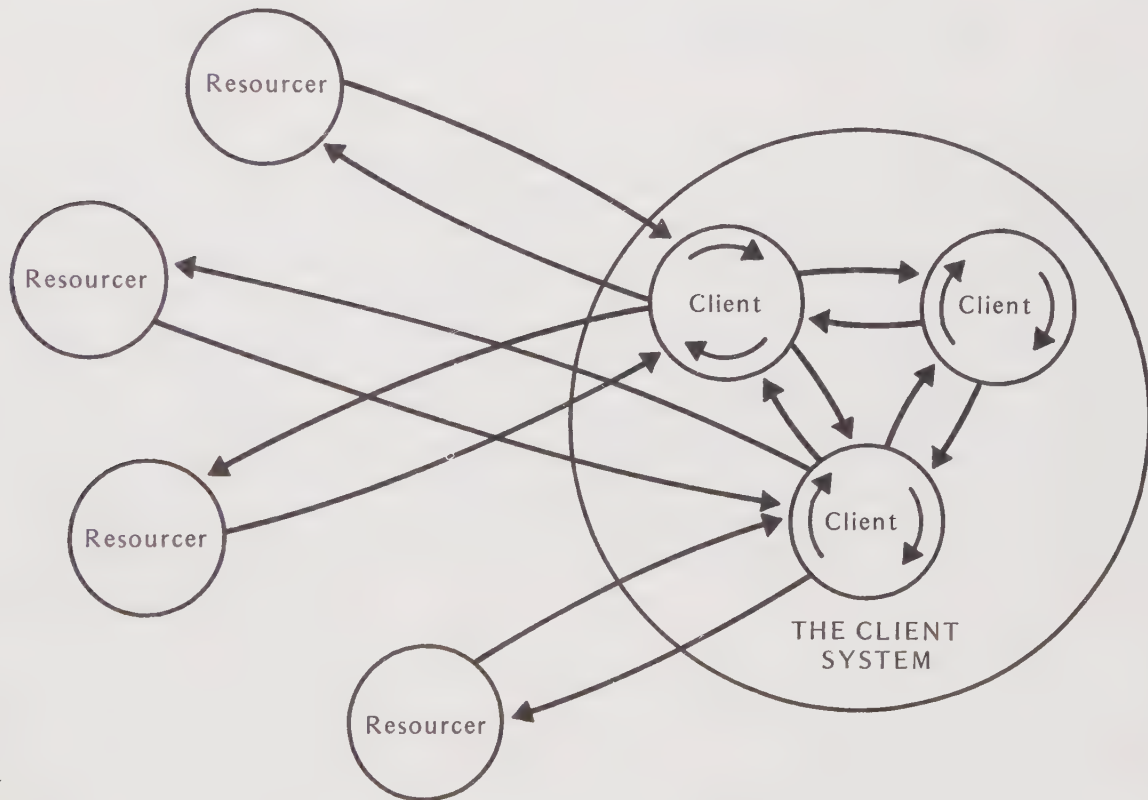 Resourcer
Resourcer
Client
Client
Client
Resourcer
THE CLIENT
SYSTEM
Resourcer